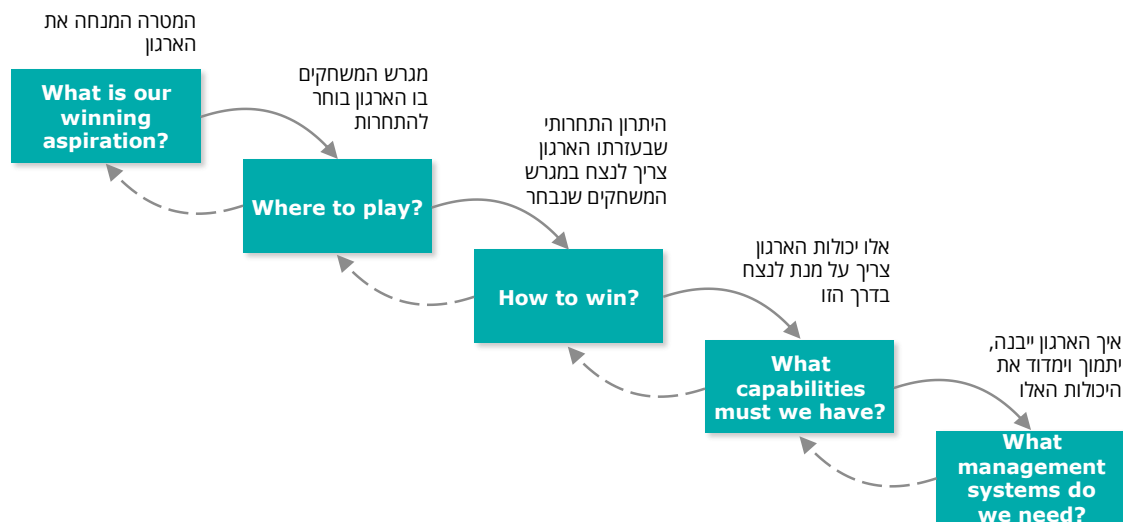 המטרה המנחה את
הארגון
What is our
winning
aspiration?
מגרש המשחקים
בו הארגון בוחר
להתחרות
Where to play?
היתרון התחרותי
שבעזרתו הארגון
צריך לנצח במגרש
המשחקים שנבחר
How to win?
אלו יכולות הארגון
צריך על מנת לנצח
בדרך הזו
What
capabilities
must we have?
איך הארגון ייבנה,
יתמוך וימדוד את
היכולות האלו
What
management
systems do
we need?